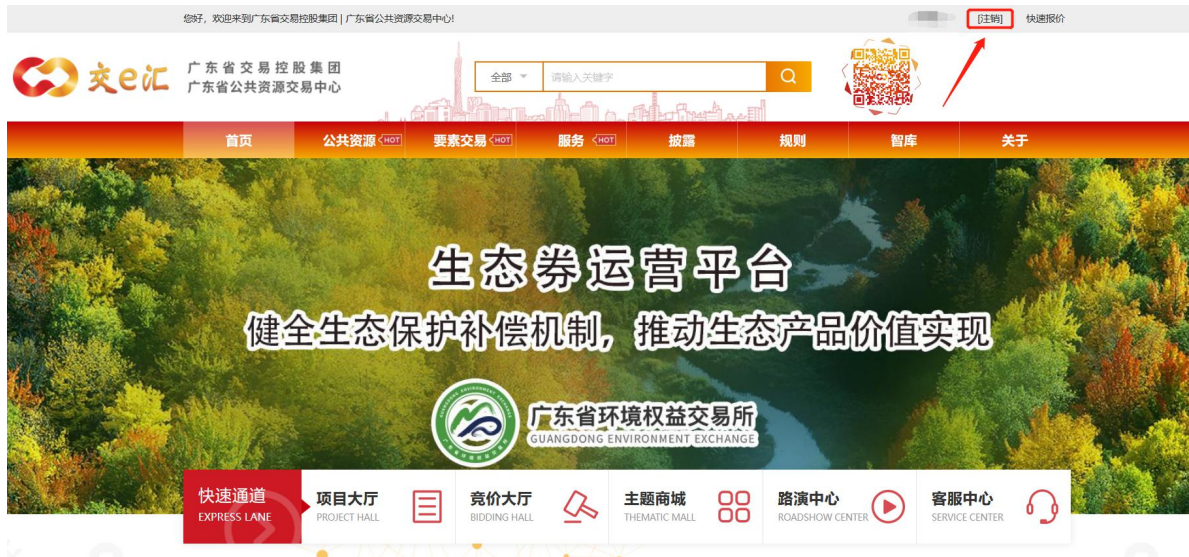 您好，欢迎来到广东省交易控股集团 | 广东省公共资源交易中心!
[注销] 快速报价
交e汇
广东省交易控股集团
广东省公共资源交易中心
全部 请输入关键字
首页 公共资源 HOT 要素交易 HOT 服务 HOT 披露 规则 智库 关于
生态券运营平台
健全生态保护补偿机制，推动生态产品价值实现
广东省环境权益交易所
GUANGDONG ENVIRONMENT EXCHANGE
快速通道 项目大厅 竞价大厅 主题商城 路演中心 客服中心
EXPRESS LANE PROJECT HALL BIDDING HALL THEMATIC MALL ROADSHOW CENTER SERVICE CENTER